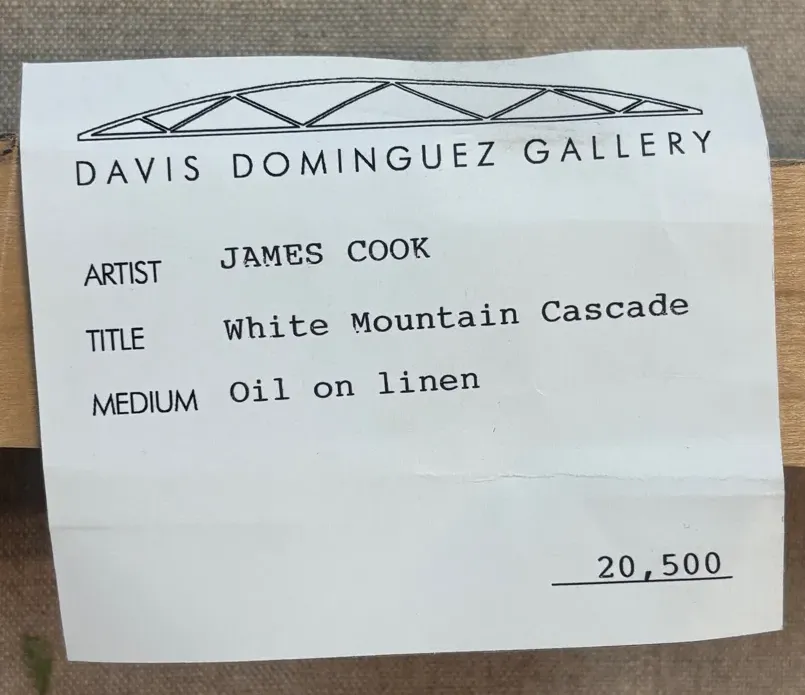 DAVIS DOMINGUEZ GALLERY
ARTIST JAMES COOK
TITLE White Mountain Cascade
MEDIUM Oil on linen
20,500